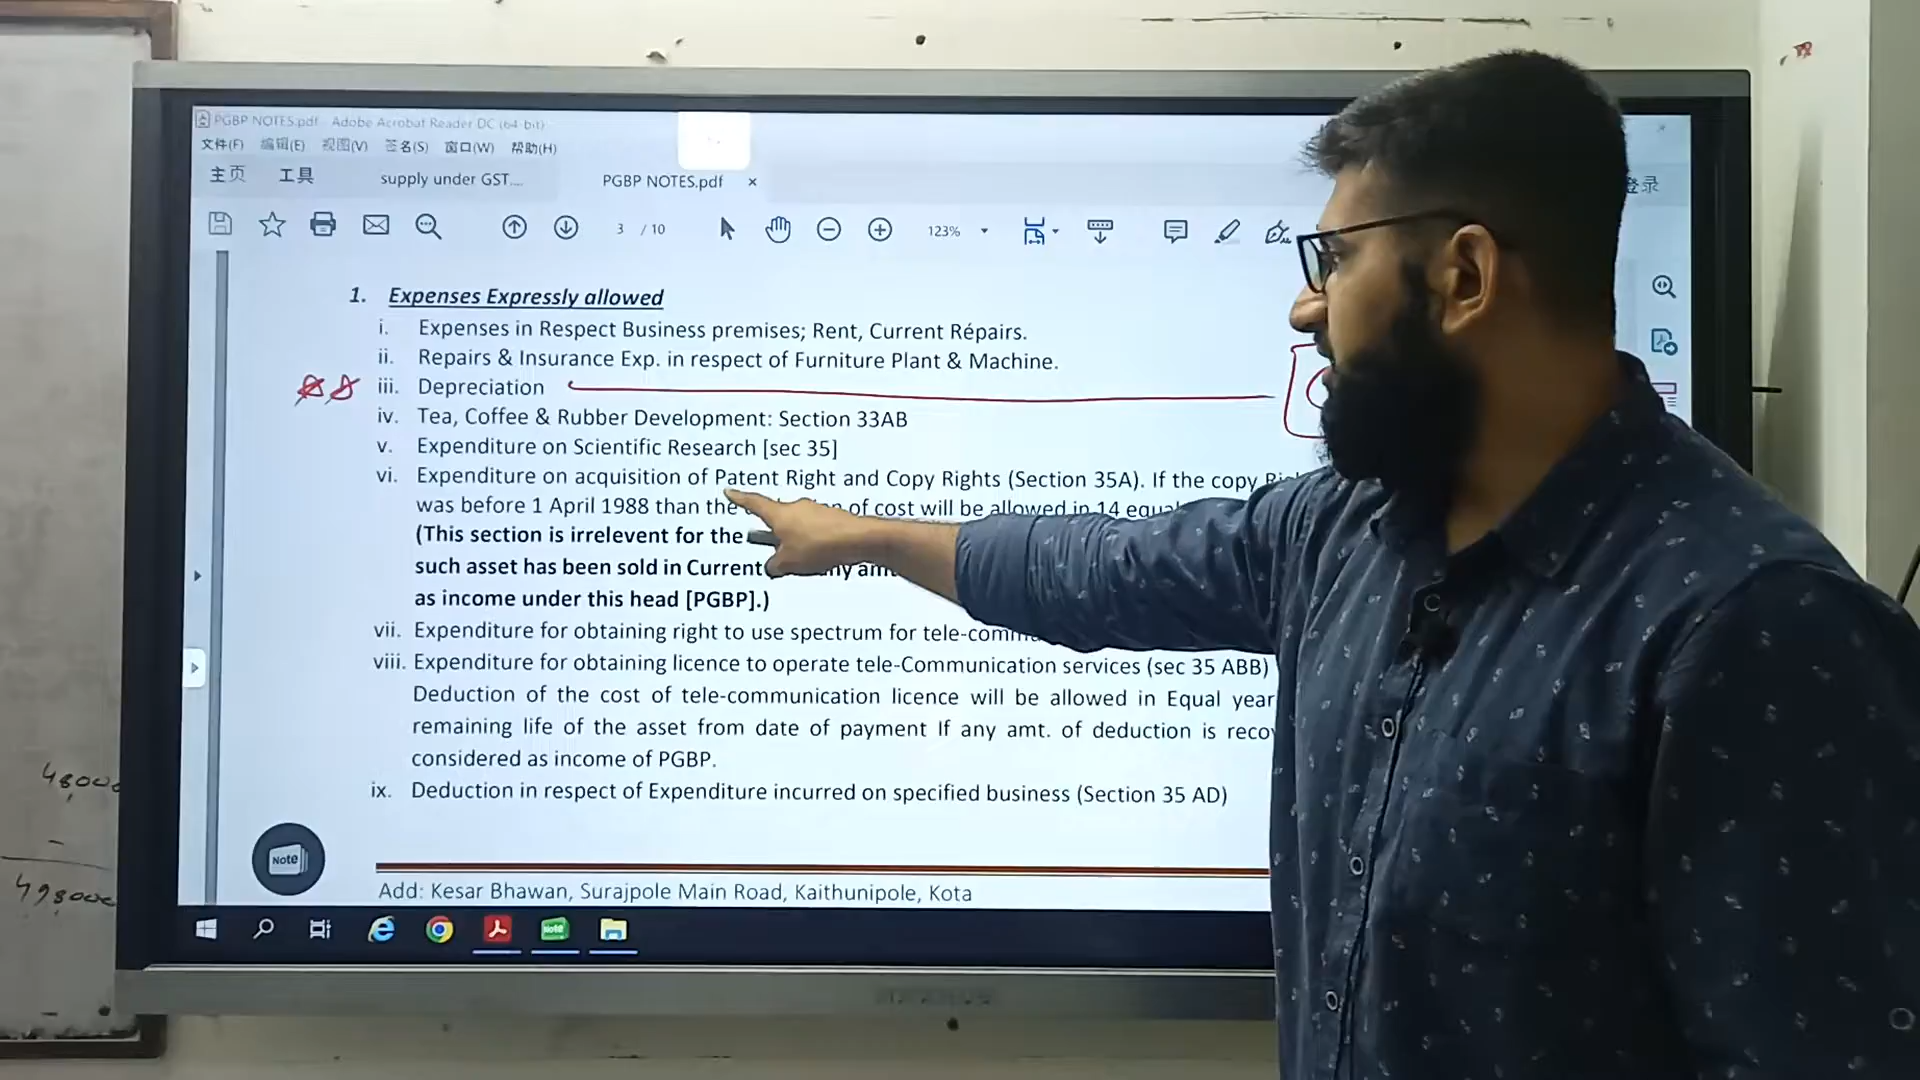 PGBP NOTES.pdf - Adobe Acrobat Reader DC (64-bit)
文件(F) 编辑(E) 视图(V) 签名(S) 窗口(W) 帮助(H)
主页 工具 supply under GST.... PGBP NOTES.pdf × 登录
3 / 10 123%
1. Expenses Expressly allowed
i. Expenses in Respect Business premises; Rent, Current Répairs.
ii. Repairs & Insurance Exp. in respect of Furniture Plant & Machine.
iii. Depreciation
iv. Tea, Coffee & Rubber Development: Section 33AB
v. Expenditure on Scientific Research [sec 35]
vi. Expenditure on acquisition of Patent Right and Copy Rights (Section 35A). If the copy
was before 1 April 1988 than the of cost will be allowed in 14
(This section is irrelevent for the
such asset has been sold in Current
as income under this head [PGBP].)
vii. Expenditure for obtaining right to use spectrum for
viii. Expenditure for obtaining licence to operate tele-Communication services (sec 35 ABB)
Deduction of the cost of tele-communication licence will be allowed in Equal year
remaining life of the asset from date of payment If any amt. of deduction is
considered as income of PGBP.
ix. Deduction in respect of Expenditure incurred on specified business (Section 35 AD)
Note
Add: Kesar Bhawan, Surajpole Main Road, Kaithunipole, Kota
Note